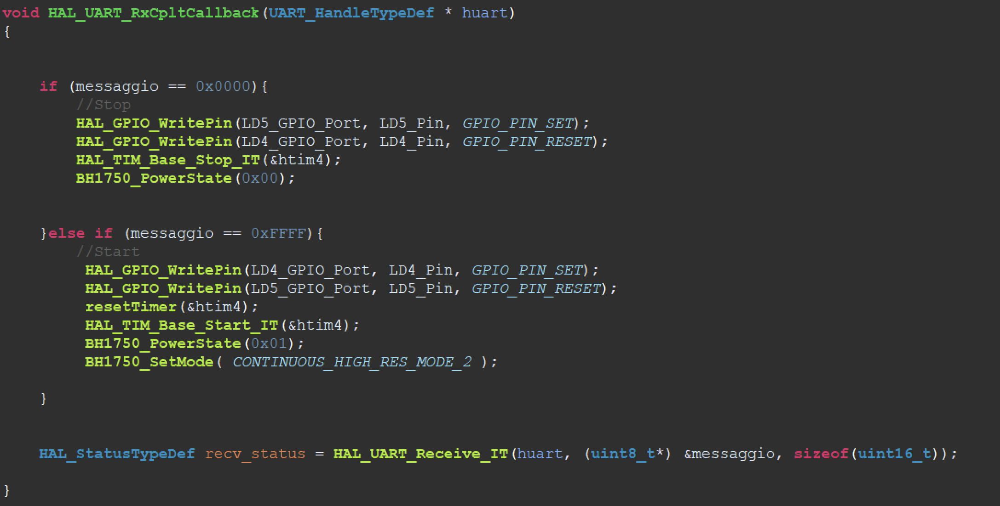 void HAL_UART_RxCpltCallback(UART_HandleTypeDef * huart)
{
if (messaggio == 0x0000){
//Stop
HAL_GPIO_WritePin(LD5_GPIO_Port, LD5_Pin, GPIO_PIN_SET);
HAL_GPIO_WritePin(LD4_GPIO_Port, LD4_Pin, GPIO_PIN_RESET);
HAL_TIM_Base_Stop_IT(&htim4);
BH1750_PowerState(0x00);
}else if (messaggio == 0xFFFF){
//Start
HAL_GPIO_WritePin(LD4_GPIO_Port, LD4_Pin, GPIO_PIN_SET);
HAL_GPIO_WritePin(LD5_GPIO_Port, LD5_Pin, GPIO_PIN_RESET);
resetTimer(&htim4);
HAL_TIM_Base_Start_IT(&htim4);
BH1750_PowerState(0x01);
BH1750_SetMode( CONTINUOUS_HIGH_RES_MODE_2 );
}
HAL_StatusTypeDef recv_status = HAL_UART_Receive_IT(huart, (uint8_t*) &messaggio, sizeof(uint16_t));
}